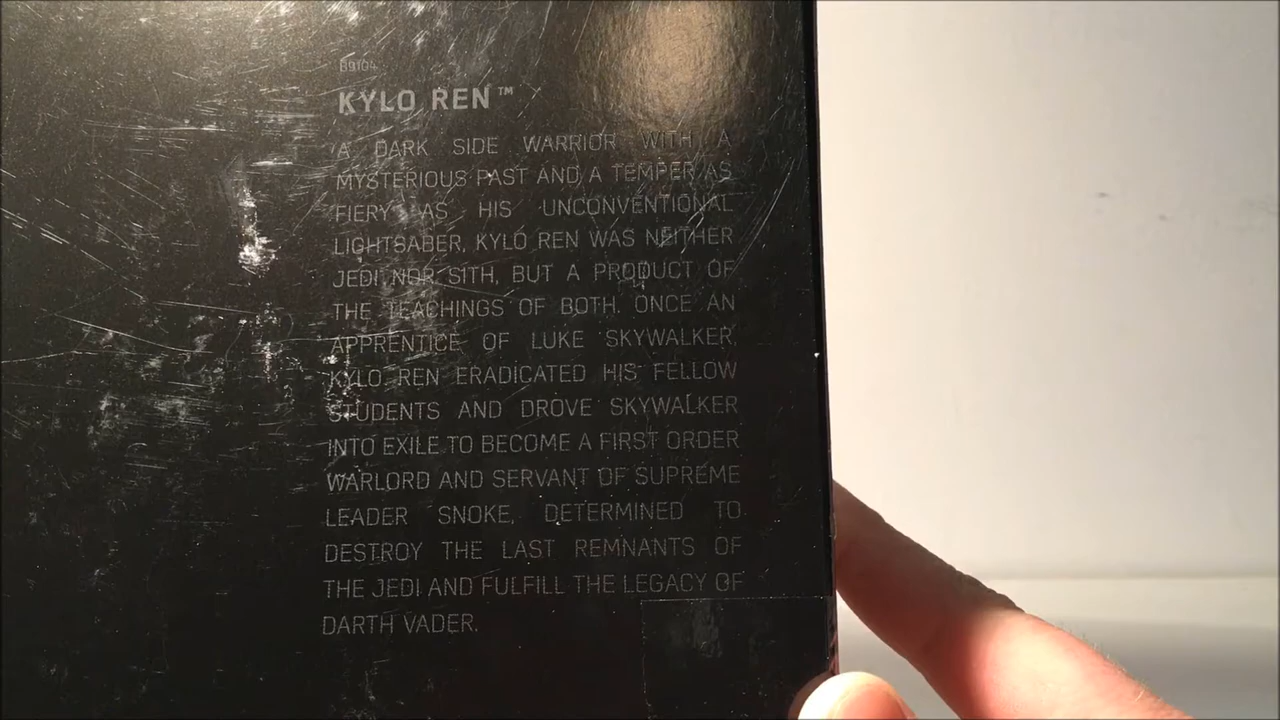 B9104
KYLO REN™
A DARK SIDE WARRIOR WITH A
MYSTERIOUS PAST AND A TEMPER AS
FIERY AS HIS UNCONVENTIONAL
LIGHTSABER, KYLO REN WAS NEITHER
JEDI NOR SITH, BUT A PRODUCT OF
THE TEACHINGS OF BOTH. ONCE AN
APPRENTICE OF LUKE SKYWALKER,
KYLO REN ERADICATED HIS FELLOW
STUDENTS AND DROVE SKYWALKER
INTO EXILE TO BECOME A FIRST ORDER
WARLORD AND SERVANT OF SUPREME
LEADER SNOKE, DETERMINED TO
DESTROY THE LAST REMNANTS OF
THE JEDI AND FULFILL THE LEGACY OF
DARTH VADER.